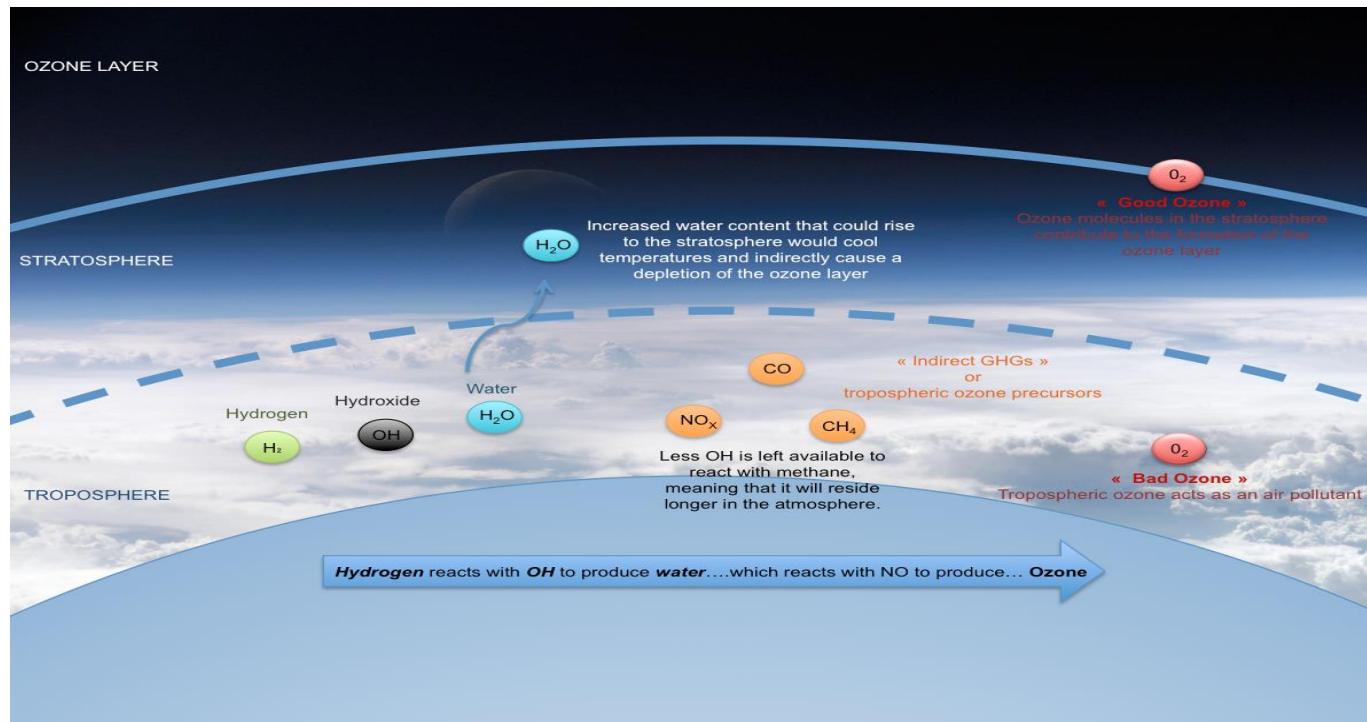 OZONE LAYER
O₂
« Good Ozone »
Ozone molecules in the stratosphere
contribute to the formation of the
ozone layer
STRATOSPHERE
H₂O
Increased water content that could rise
to the stratosphere would cool
temperatures and indirectly cause a
depletion of the ozone layer
CO
« Indirect GHGs »
or
tropospheric ozone precursors
Hydrogen
H₂
Hydroxide
OH
Water
H₂O
NOₓ
CH₄
Less OH is left available to
react with methane,
meaning that it will reside
longer in the atmosphere.
O₂
« Bad Ozone »
Tropospheric ozone acts as an air pollutant
TROPOSPHERE
Hydrogen reacts with OH to produce water….which reacts with NO to produce… Ozone